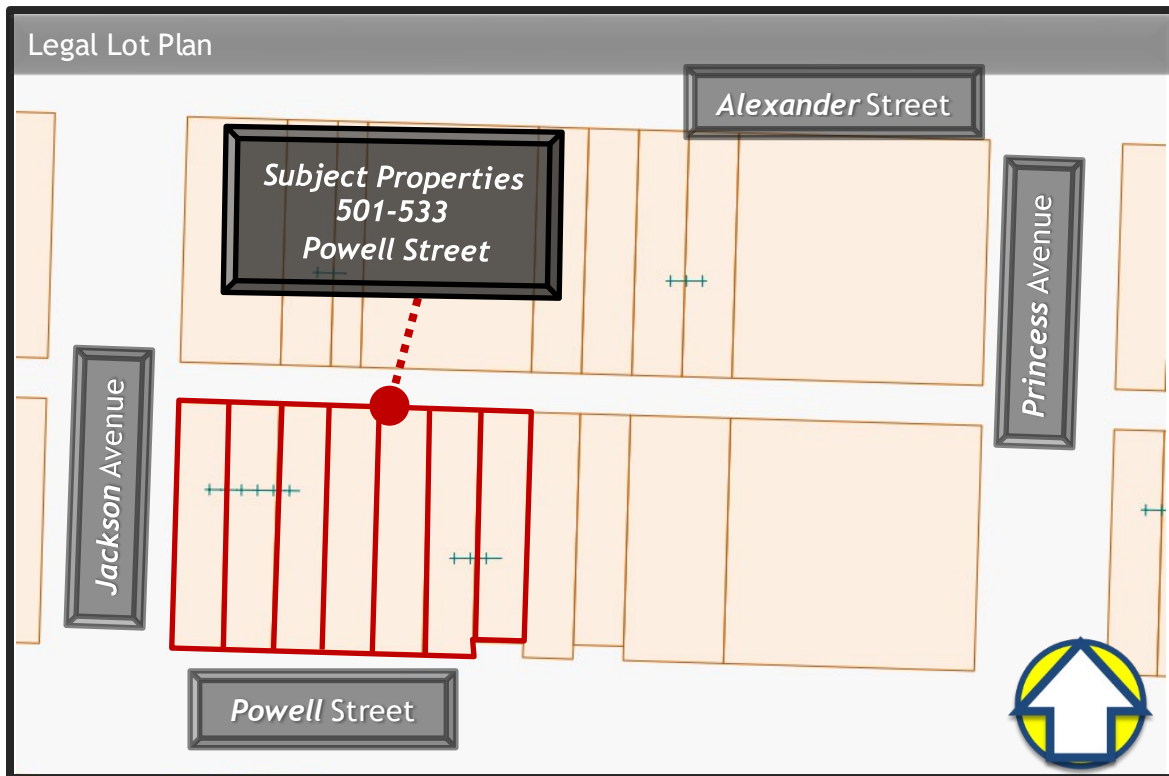 Legal Lot Plan
Alexander Street
Subject Properties
501-533
Powell Street
Princess Avenue
Jackson Avenue
Powell Street